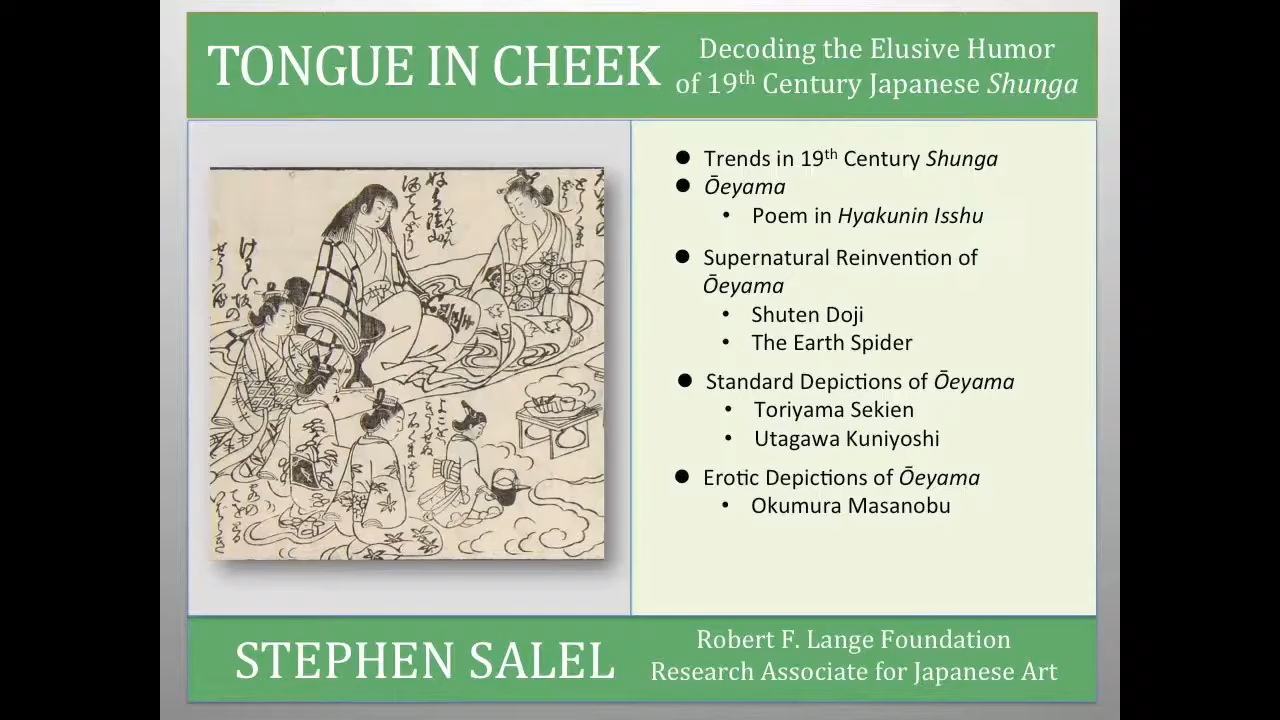 TONGUE IN CHEEK
Decoding the Elusive Humor
of 19th Century Japanese Shunga
● Trends in 19th Century Shunga
● Ōeyama
• Poem in Hyakunin Isshu
● Supernatural Reinvention of
Ōeyama
• Shuten Doji
• The Earth Spider
● Standard Depictions of Ōeyama
• Toriyama Sekien
• Utagawa Kuniyoshi
● Erotic Depictions of Ōeyama
• Okumura Masanobu
STEPHEN SALEL
Robert F. Lange Foundation
Research Associate for Japanese Art